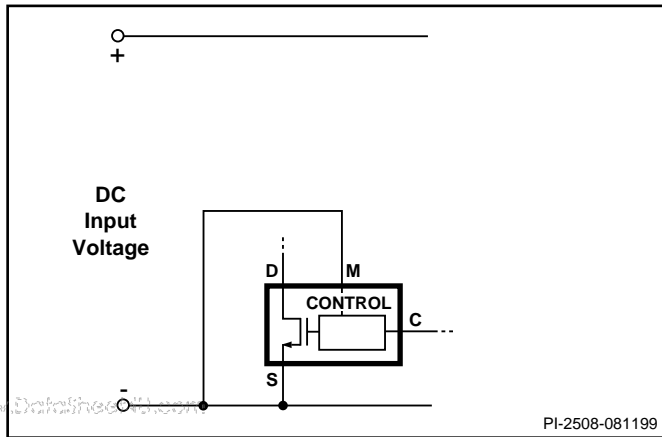 +
DC
Input
Voltage
D M
CONTROL
C
S
-
PI-2508-081199